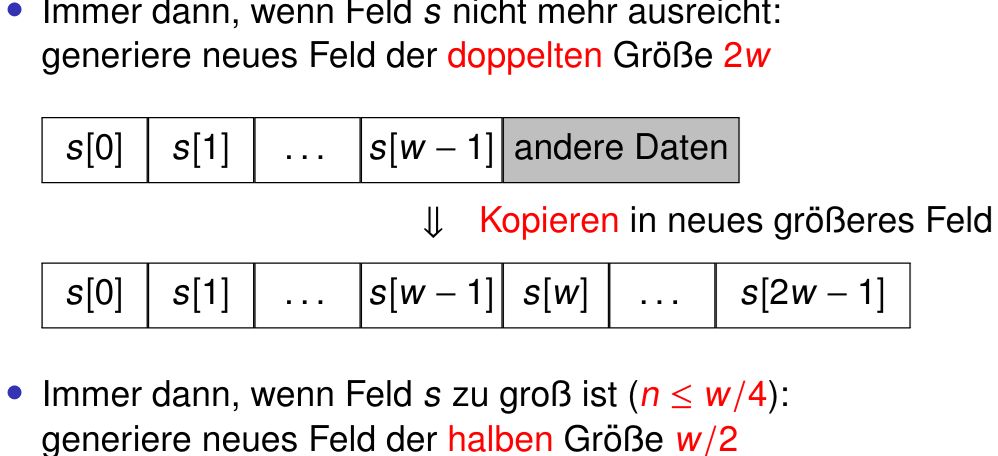 • Immer dann, wenn Feld s nicht mehr ausreicht:
generiere neues Feld der doppelten Größe 2w
s[0] s[1] ... s[w − 1] andere Daten
⇓ Kopieren in neues größeres Feld
s[0] s[1] ... s[w − 1] s[w] ... s[2w − 1]
• Immer dann, wenn Feld s zu groß ist (n ≤ w/4):
generiere neues Feld der halben Größe w/2